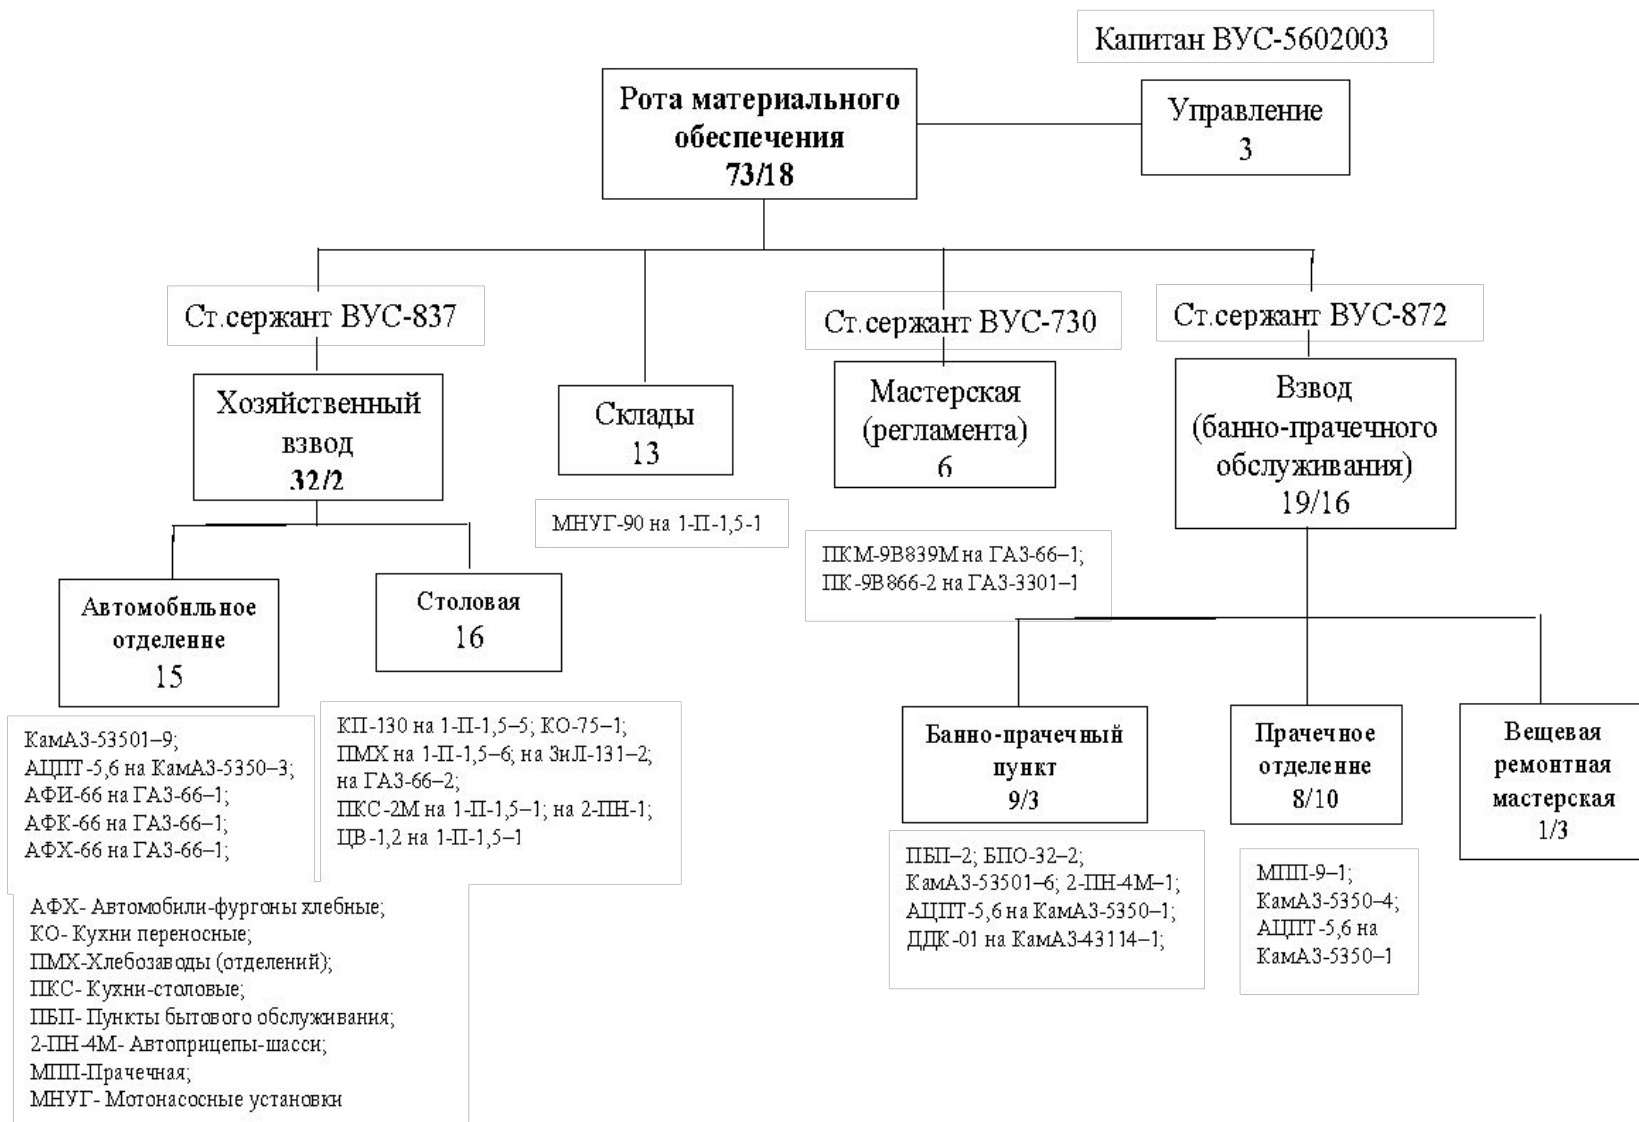 Капитан ВУС-5602003
Рота материального
обеспечения
73/18
Управление
3
Ст.сержант ВУС-837
Ст.сержант ВУС-730
Ст.сержант ВУС-872
Хозяйственный
взвод
32/2
Склады
13
Мастерская
(регламента)
6
Взвод
(банно-прачечного
обслуживания)
19/16
МНУГ-90 на 1-П-1,5-1
ПКМ-9В839М на ГАЗ-66–1;
ПК-9В866-2 на ГАЗ-3301–1
Автомобильное
отделение
15
Столовая
16
КамАЗ-53501–9;
АЦПТ-5,6 на КамАЗ-5350–3;
АФИ-66 на ГАЗ-66–1;
АФК-66 на ГАЗ-66–1;
АФХ-66 на ГАЗ-66–1;
КП-130 на 1-П-1,5–5; КО-75–1;
ПМХ на 1-П-1,5–6; на ЗиЛ-131–2;
на ГАЗ-66–2;
ПКС-2М на 1-П-1,5–1; на 2-ПН-1;
ЦВ-1,2 на 1-П-1,5–1
Банно-прачечный
пункт
9/3
Прачечное
отделение
8/10
Вещевая
ремонтная
мастерская
1/3
ПБП–2; БПО-32–2;
КамАЗ-53501–6; 2-ПН-4М–1;
АЦПТ-5,6 на КамАЗ-5350–1;
ДДК-01 на КамАЗ-43114–1;
МПП-9–1;
КамАЗ-5350–4;
АЦПТ-5,6 на
КамАЗ-5350–1
АФХ- Автомобили-фургоны хлебные;
КО- Кухни переносные;
ПМХ-Хлебозаводы (отделений);
ПКС- Кухни-столовые;
ПБП- Пункты бытового обслуживания;
2-ПН-4М- Автоприцепы-шасси;
МПП-Прачечная;
МНУГ- Мотонасосные установки